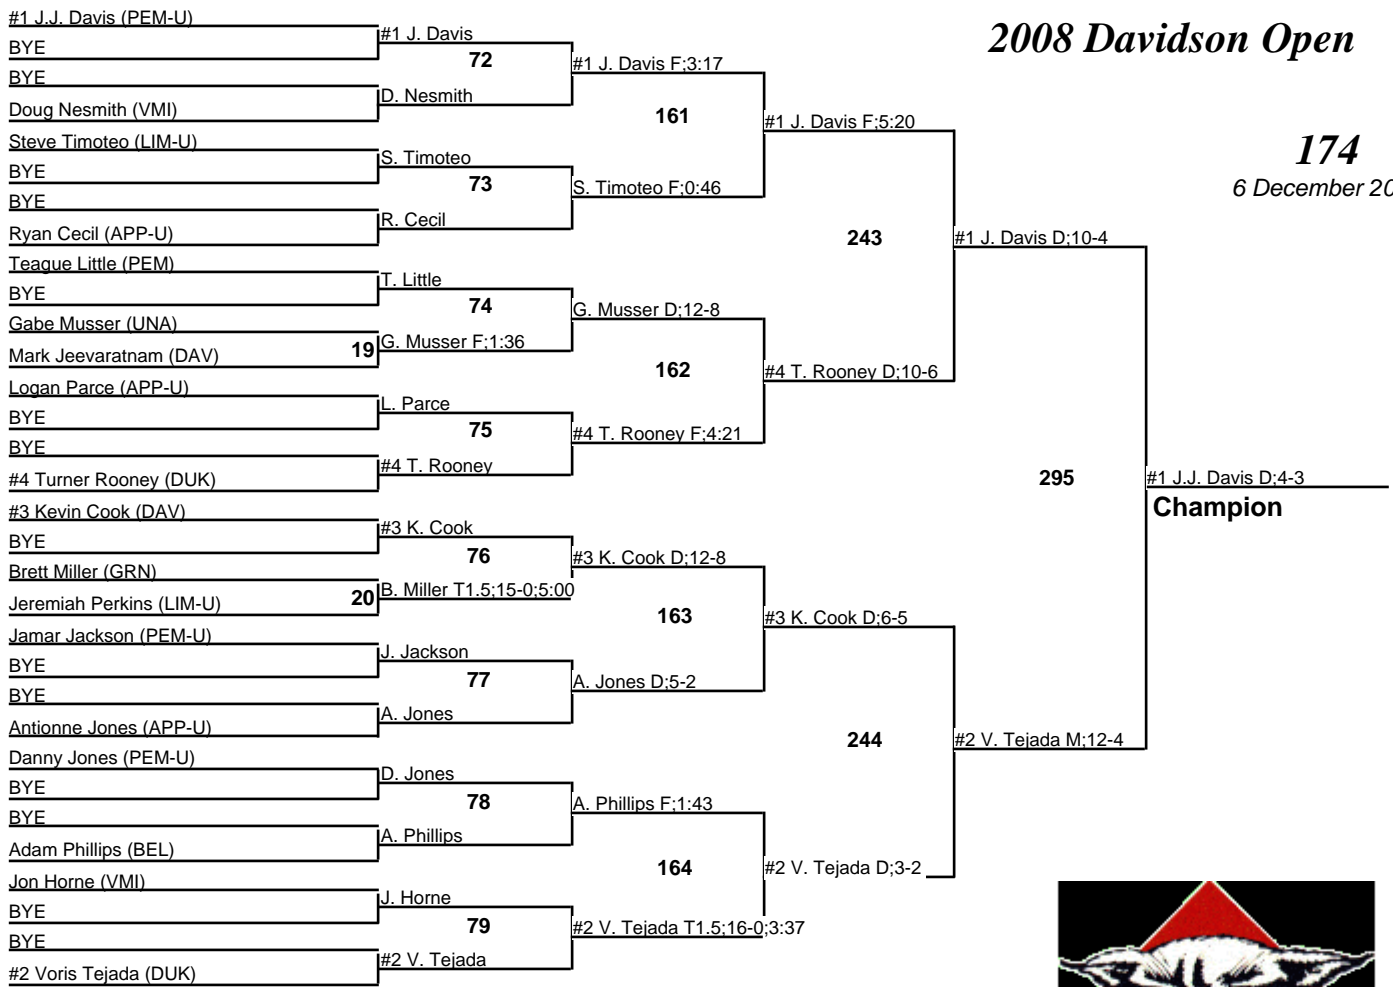 2008 Davidson Open
174
6 December 20
#1 J.J. Davis (PEM-U)
BYE
BYE
Doug Nesmith (VMI)
Steve Timoteo (LIM-U)
BYE
BYE
Ryan Cecil (APP-U)
Teague Little (PEM)
BYE
Gabe Musser (UNA)
Mark Jeevaratnam (DAV)
19
Logan Parce (APP-U)
BYE
BYE
#4 Turner Rooney (DUK)
#3 Kevin Cook (DAV)
BYE
Brett Miller (GRN)
Jeremiah Perkins (LIM-U)
20
Jamar Jackson (PEM-U)
BYE
BYE
Antionne Jones (APP-U)
Danny Jones (PEM-U)
BYE
BYE
Adam Phillips (BEL)
Jon Horne (VMI)
BYE
BYE
#2 Voris Tejada (DUK)
#1 J. Davis
72
D. Nesmith
S. Timoteo
73
R. Cecil
T. Little
74
G. Musser F;1:36
L. Parce
75
#4 T. Rooney
#3 K. Cook
76
B. Miller T1.5;15-0;5:00
J. Jackson
77
A. Jones
D. Jones
78
A. Phillips
J. Horne
79
#2 V. Tejada
#1 J. Davis F;3:17
161
S. Timoteo F;0:46
G. Musser D;12-8
162
#4 T. Rooney F;4:21
#3 K. Cook D;12-8
163
A. Jones D;5-2
A. Phillips F;1:43
164
#2 V. Tejada T1.5;16-0;3:37
#1 J. Davis F;5:20
243
#4 T. Rooney D;10-6
#3 K. Cook D;6-5
244
#2 V. Tejada D;3-2
#1 J. Davis D;10-4
295
#2 V. Tejada M;12-4
#1 J.J. Davis D;4-3
Champion